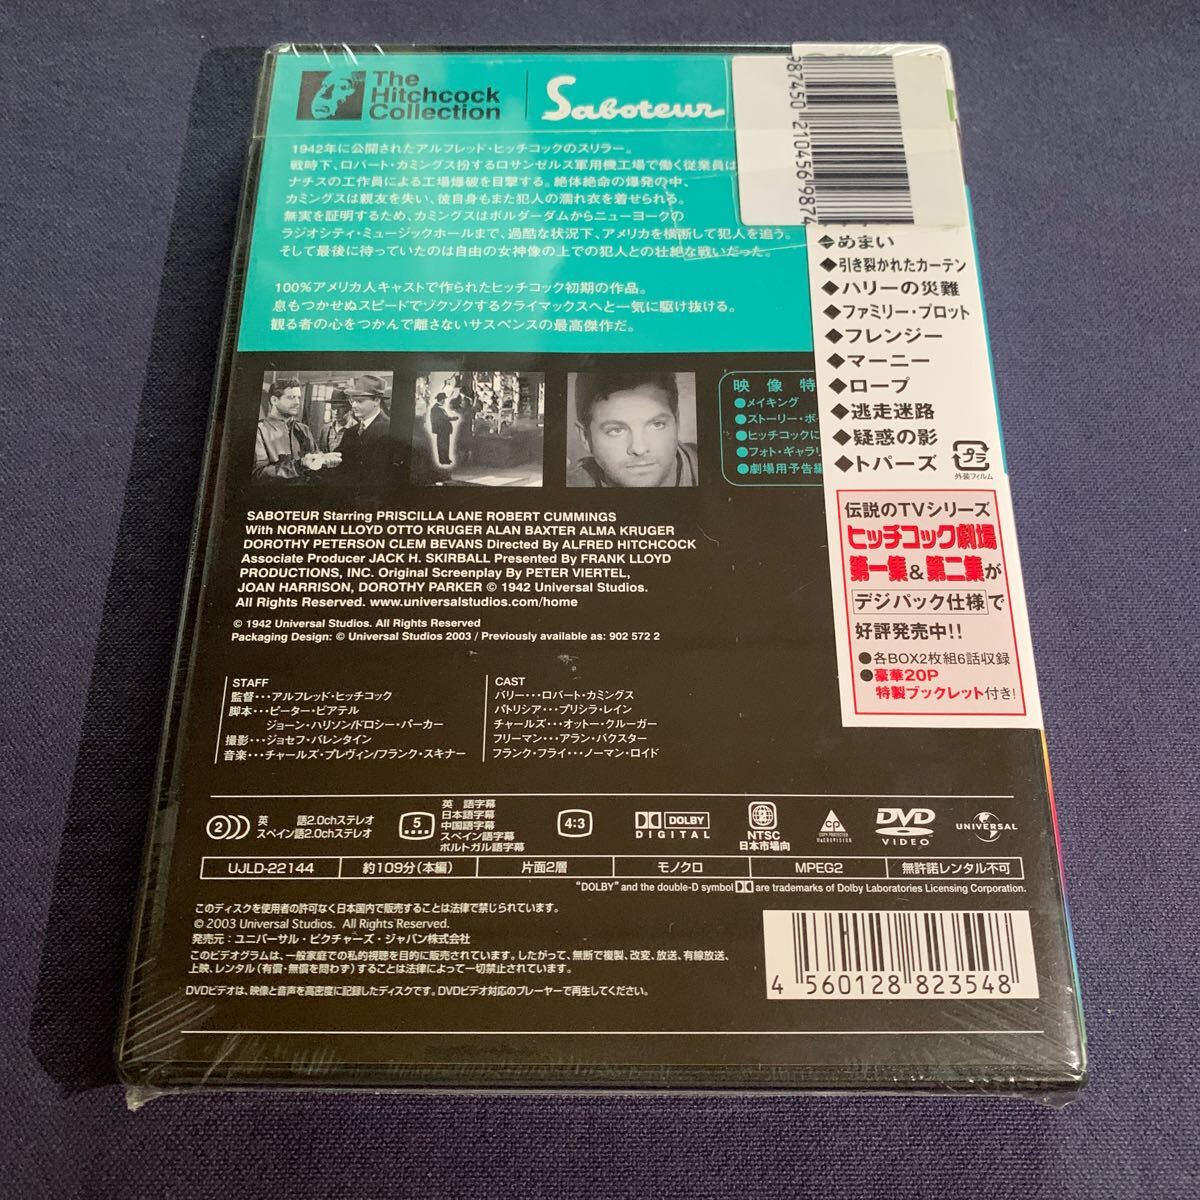 The
Hitchcock
Collection
Saboteur
1942年に公開されたアルフレッド・ヒッチコックのスリラー。
戦時下、ロバート・カミングス扮するロサンゼルス軍用機工場で働く従業員は
ナチスの工作員による工場爆破を目撃する。絶体絶命の爆発の中、
カミングスは親友を失い、彼自身もまた犯人の濡れ衣を着せられる。
無実を証明するため、カミングスはボルダーダムからニューヨークの
ラジオシティ・ミュージックホールまで、過酷な状況下、アメリカを横断して犯人を追う。
そして最後に待っていたのは自由の女神像の上での犯人との壮絶な戦いだった。
100%アメリカ人キャストで作られたヒッチコック初期の作品。
息もつかせぬスピードでゾクゾクするクライマックスへと一気に駆け抜ける。
観る者の心をつかんで離さないサスペンスの最高傑作だ。
映像特
●メイキング
●ストーリー・ボー
●ヒッチコックに
●フォト・ギャラリ
●劇場用予告編
9874502104569874
◆めまい
◆引き裂かれたカーテン
◆ハリーの災難
◆ファミリー・プロット
◆フレンジー
◆マーニー
◆ロープ
◆逃走迷路
◆疑惑の影
◆トパーズ
プラ
外装フィルム
伝説のTVシリーズ
ヒッチコック劇場
第一集&第二集が
デジパック仕様で
好評発売中!!
●各BOX2枚組6話収録
●豪華20P
特製ブックレット付き!
SABOTEUR Starring PRISCILLA LANE ROBERT CUMMINGS
With NORMAN LLOYD OTTO KRUGER ALAN BAXTER ALMA KRUGER
DOROTHY PETERSON CLEM BEVANS Directed By ALFRED HITCHCOCK
Associate Producer JACK H. SKIRBALL Presented By FRANK LLOYD
PRODUCTIONS, INC. Original Screenplay By PETER VIERTEL,
JOAN HARRISON, DOROTHY PARKER © 1942 Universal Studios.
All Rights Reserved. www.universalstudios.com/home
© 1942 Universal Studios. All Rights Reserved
Packaging Design: © Universal Studios 2003 / Previously available as: 902 572 2
STAFF
監督・・・アルフレッド・ヒッチコック
脚本・・・ピーター・ビアテル
ジョーン・ハリソン/ドロシー・パーカー
撮影・・・ジョセフ・バレンタイン
音楽・・・チャールズ・プレヴィン/フランク・スキナー
CAST
バリー・・・ロバート・カミングス
パトリシア・・・プリシラ・レイン
チャールズ・・・オットー・クルーガー
フリーマン・・・アラン・バクスター
フランク・フライ・・・ノーマン・ロイド
2
英 語2.0chステレオ
スペイン語2.0chステレオ
5
英 語字幕
日本語字幕
中国語字幕
スペイン語字幕
ポルトガル語字幕
4:3
DOLBY
DIGITAL
2
NTSC
日本市場向
CP
COPY PROTECTED
MACROVISION
DVD
VIDEO
UNIVERSAL
UJLD-22144
約109分(本編)
片面2層
モノクロ
MPEG2
無許諾レンタル不可
"DOLBY" and the double-D symbol are trademarks of Dolby Laboratories Licensing Corporation.
このディスクを使用者の許可なく日本国内で販売することは法律で禁じられています。
© 2003 Universal Studios. All Rights Reserved.
発売元:ユニバーサル・ピクチャーズ・ジャパン株式会社
このビデオグラムは、一般家庭での私的視聴を目的に販売されています。したがって、無断で複製、改変、放送、有線放送、
上映、レンタル(有償・無償を問わず)することは法律によって一切禁止されています。
DVDビデオは、映像と音声を高密度に記録したディスクです。DVDビデオ対応のプレーヤーで再生してください。
4 560128 823548